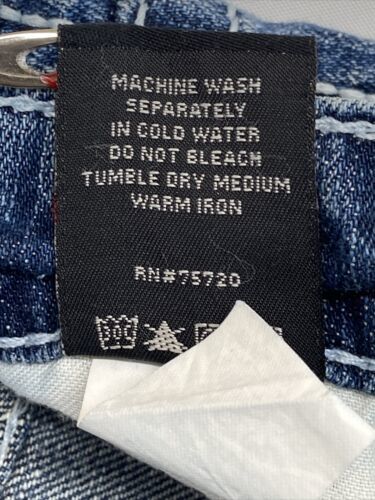 MACHINE WASH
SEPARATELY
IN COLD WATER
DO NOT BLEACH
TUMBLE DRY MEDIUM
WARM IRON
RN#75720